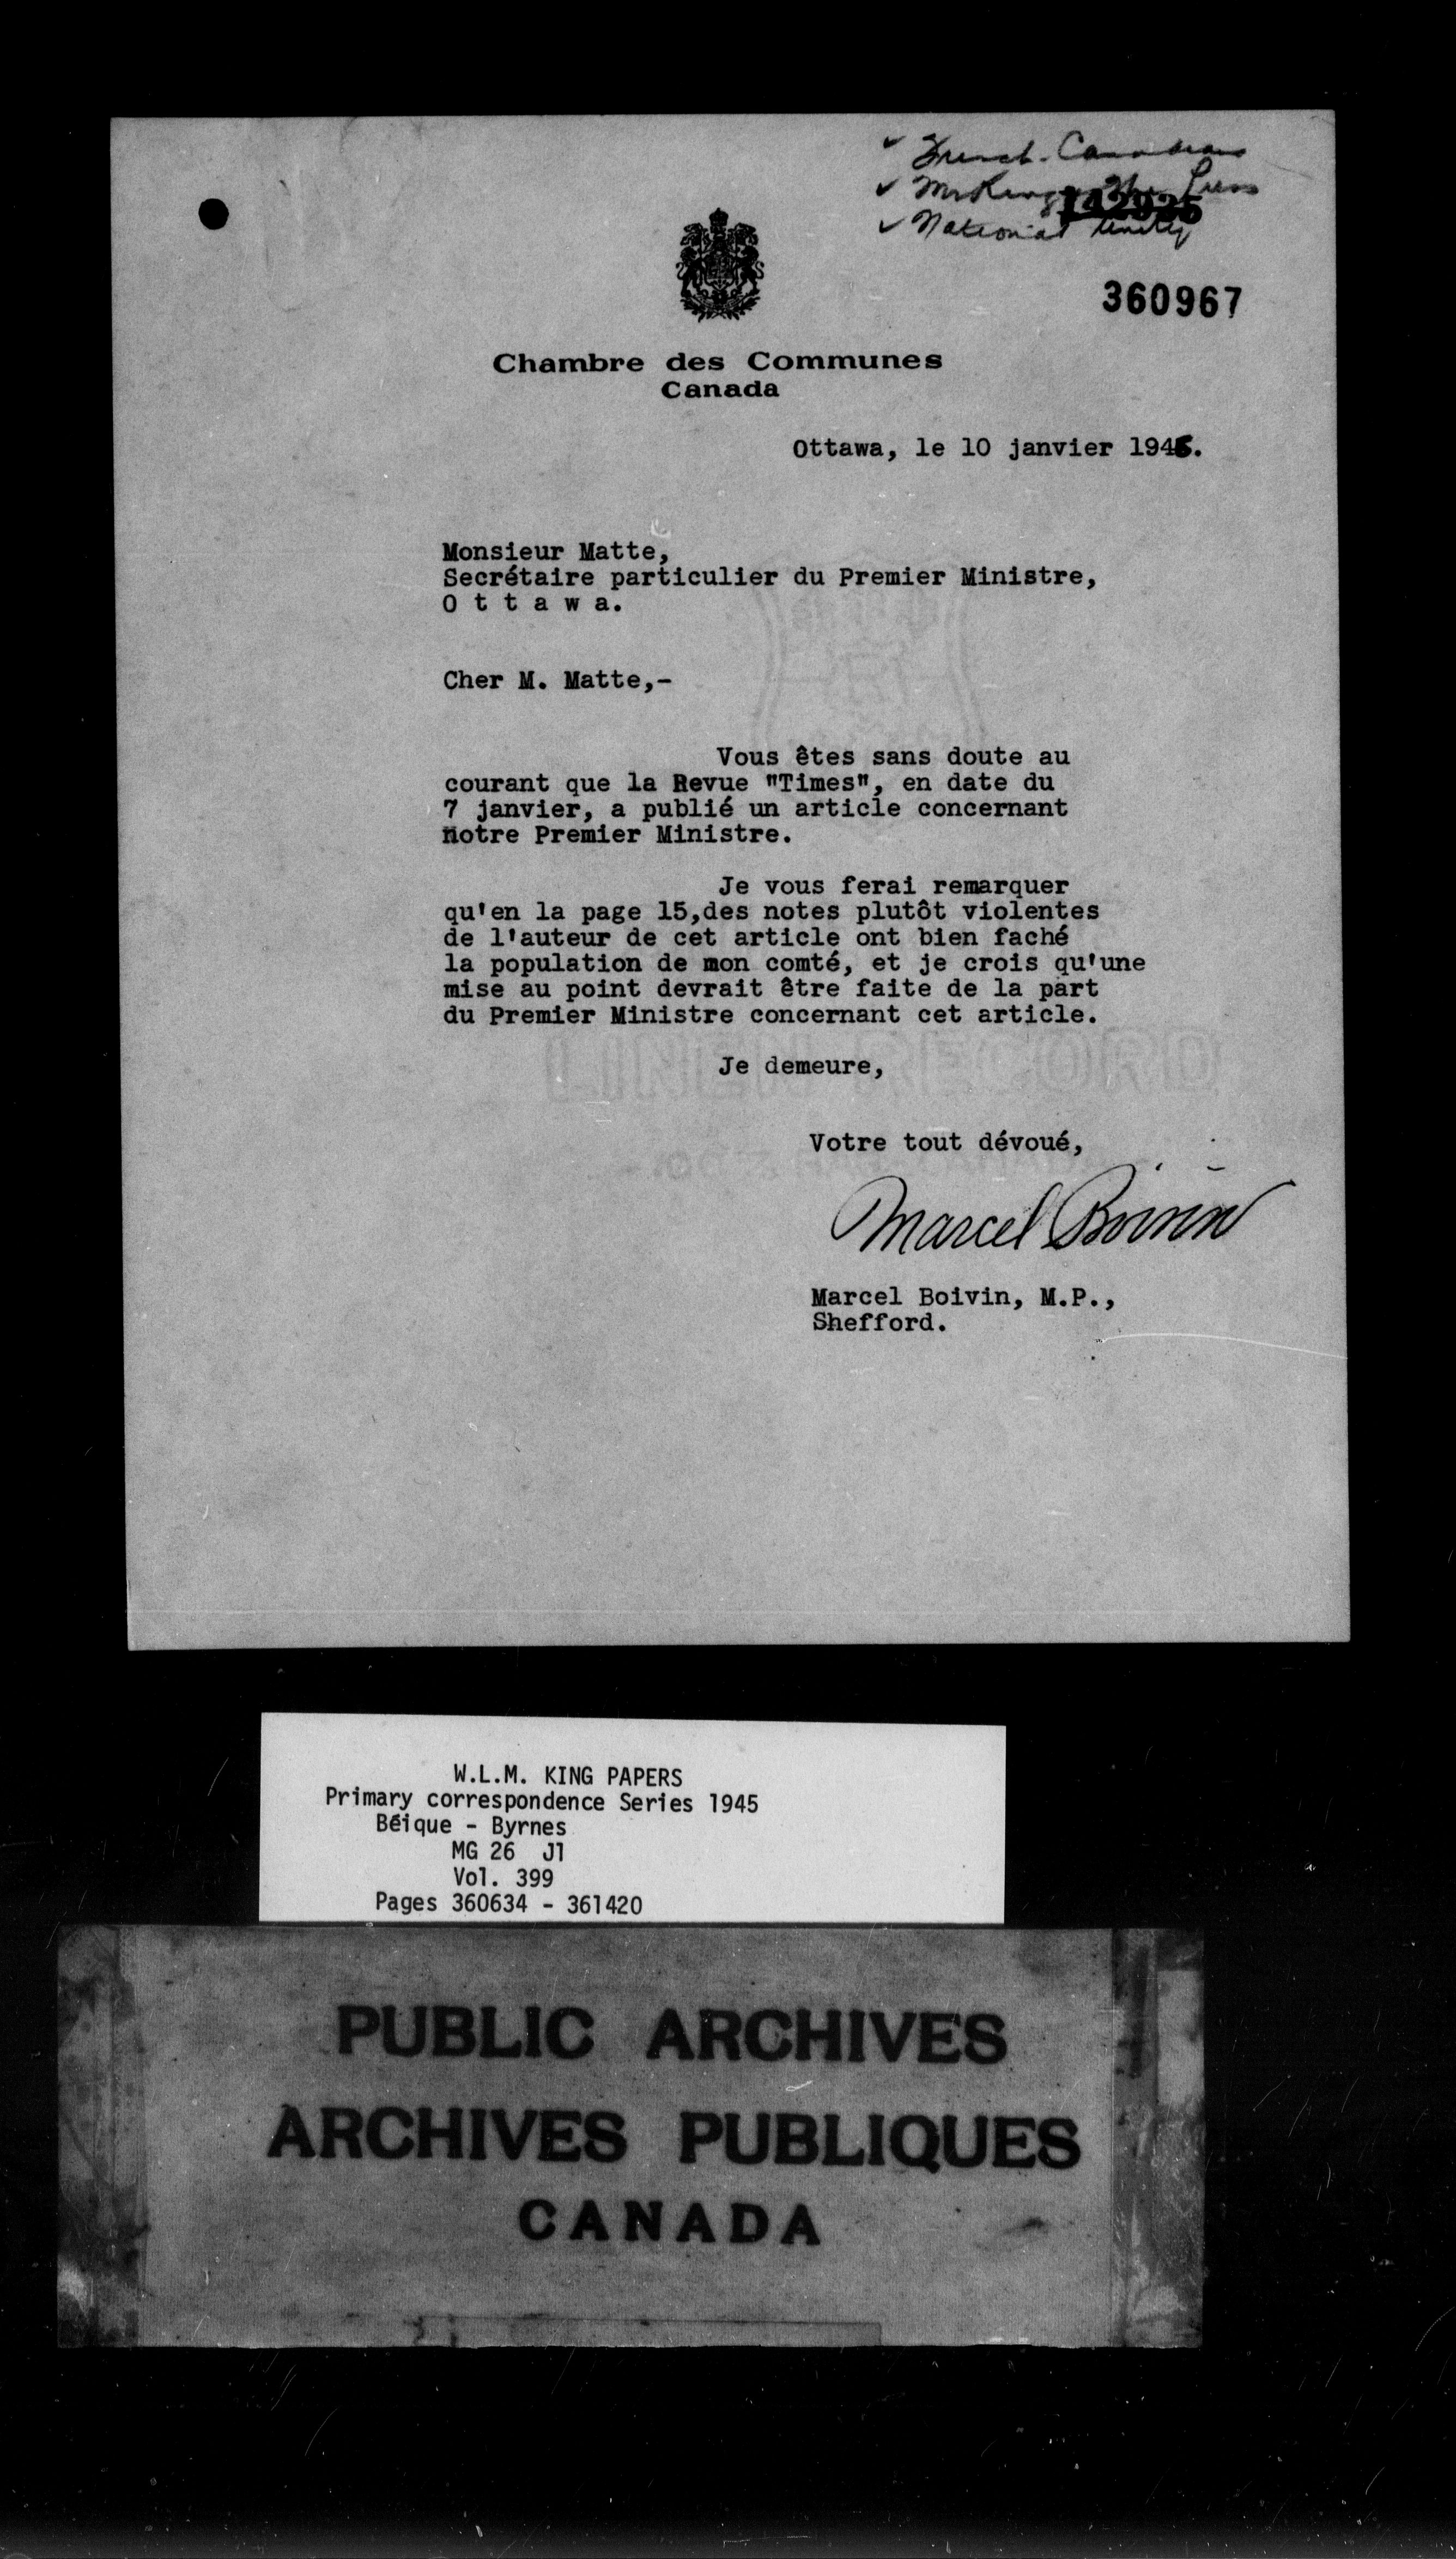 ✓ French-Canadians
✓ Mr King & The Press
142935
✓ National Unity
360967
Chambre des Communes
Canada
Ottawa, le 10 janvier 1946.
Monsieur Matte,
Secrétaire particulier du Premier Ministre,
O t t a w a.
Cher M. Matte,-
Vous êtes sans doute au
courant que la Revue "Times", en date du
7 janvier, a publié un article concernant
notre Premier Ministre.
Je vous ferai remarquer
qu'en la page 15,des notes plutôt violentes
de l'auteur de cet article ont bien faché
la population de mon comté, et je crois qu'une
mise au point devrait être faite de la part
du Premier Ministre concernant cet article.
Je demeure,
Votre tout dévoué,
Marcel Boivin
Marcel Boivin, M.P.,
Shefford.
W.L.M. KING PAPERS
Primary correspondence Series 1945
Béique - Byrnes
MG 26 J1
Vol. 399
Pages 360634 - 361420
PUBLIC ARCHIVES
ARCHIVES PUBLIQUES
CANADA